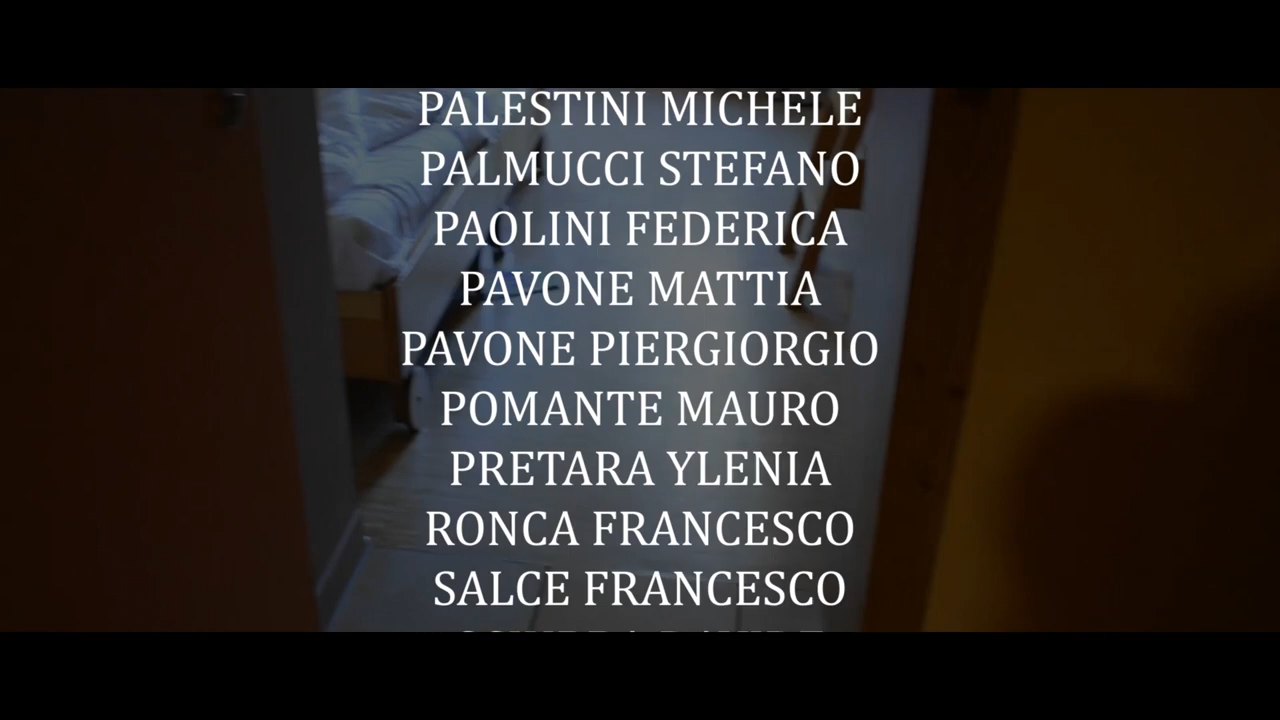 PALESTINI MICHELE
PALMUCCI STEFANO
PAOLINI FEDERICA
PAVONE MATTIA
PAVONE PIERGIORGIO
POMANTE MAURO
PRETARA YLENIA
RONCA FRANCESCO
SALCE FRANCESCO